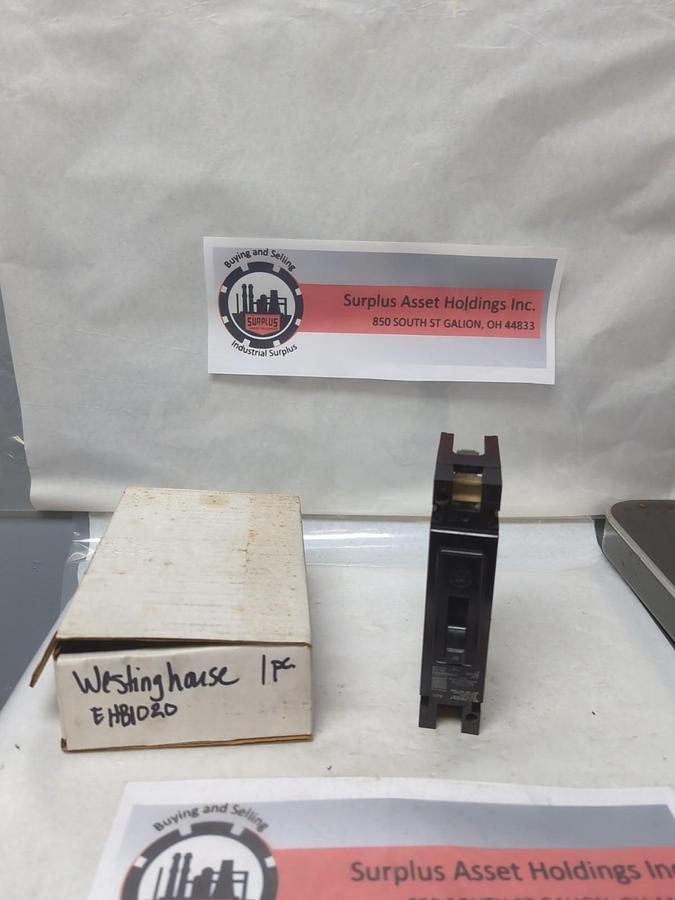 Buying and Selling
SURPLUS
Industrial Surplus
Surplus Asset Holdings Inc.
850 SOUTH ST GALION, OH 44833
Westinghouse 1pc
EHB1020
Buying and Selling
Surplus Asset Holdings Inc